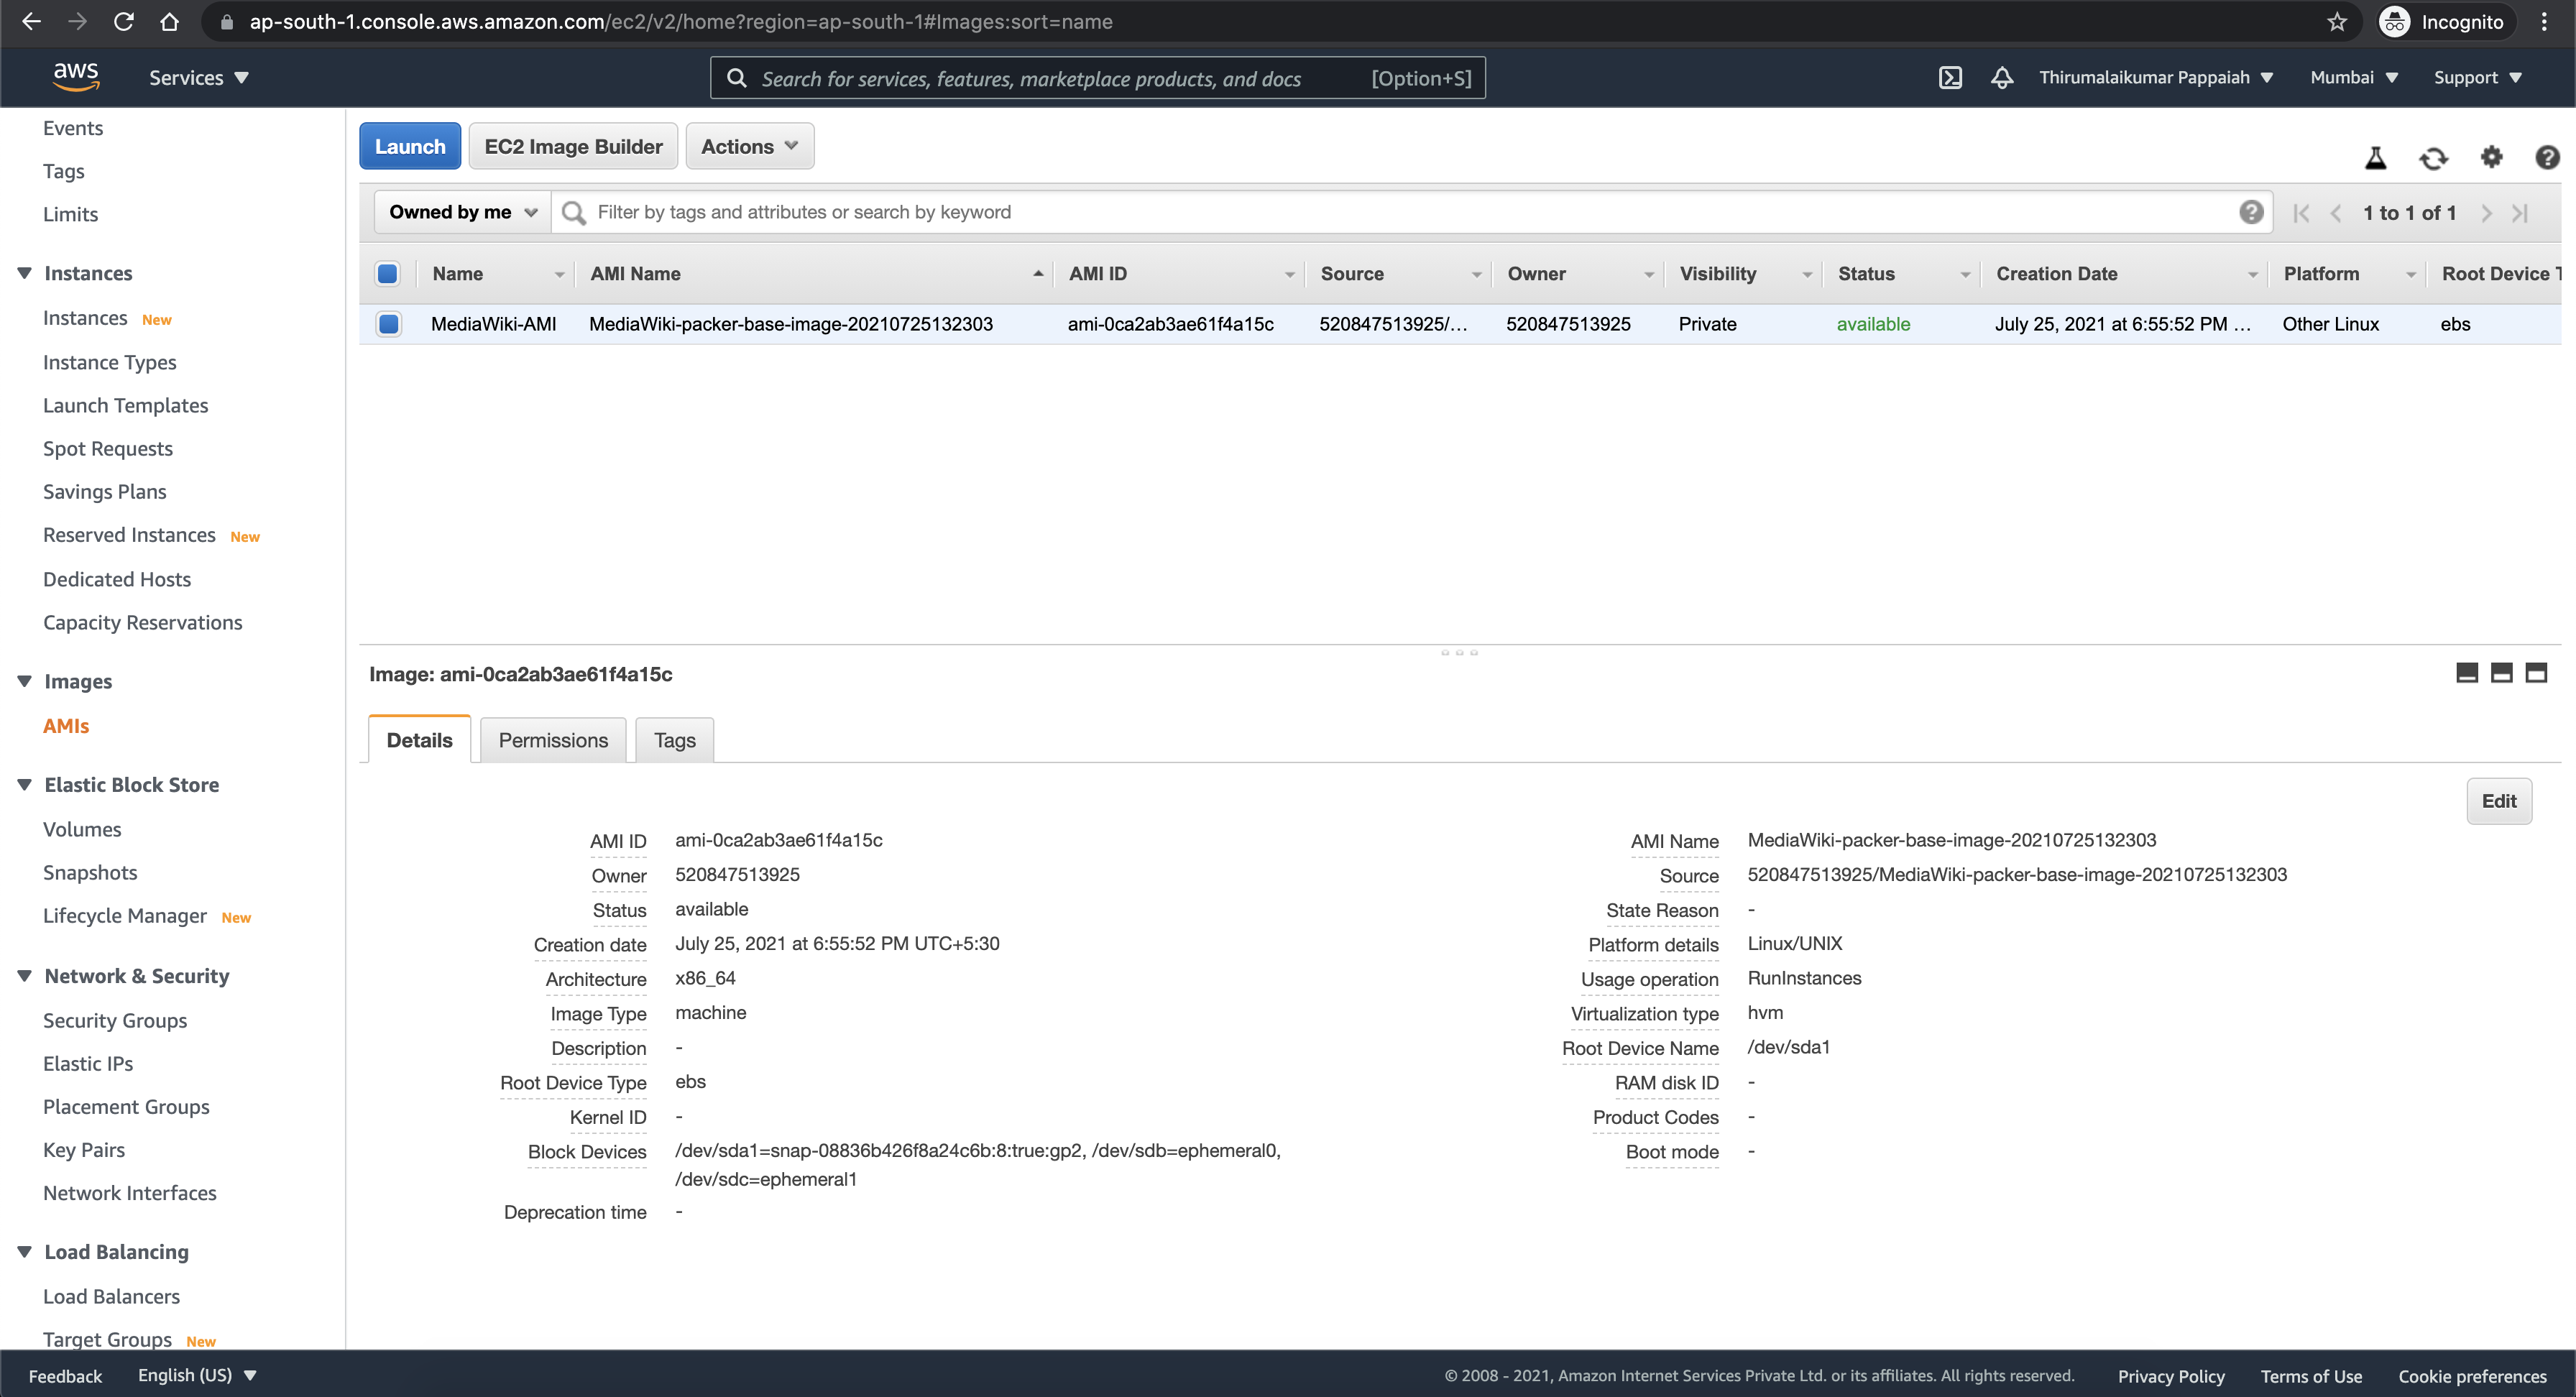 ap-south-1.console.aws.amazon.com/ec2/v2/home?region=ap-south-1#Images:sort=name Incognito
aws Services Search for services, features, marketplace products, and docs [Option+S] Thirumalaikumar Pappaiah Mumbai Support
Events
Tags
Limits
Instances
Instances New
Instance Types
Launch Templates
Spot Requests
Savings Plans
Reserved Instances New
Dedicated Hosts
Capacity Reservations
Images
AMIs
Elastic Block Store
Volumes
Snapshots
Lifecycle Manager New
Network & Security
Security Groups
Elastic IPs
Placement Groups
Key Pairs
Network Interfaces
Load Balancing
Load Balancers
Target Groups New
Launch EC2 Image Builder Actions
Owned by me Filter by tags and attributes or search by keyword 1 to 1 of 1
Name AMI Name AMI ID Source Owner Visibility Status Creation Date Platform Root Device T
MediaWiki-AMI MediaWiki-packer-base-image-20210725132303 ami-0ca2ab3ae61f4a15c 520847513925/... 520847513925 Private available July 25, 2021 at 6:55:52 PM ... Other Linux ebs
Image: ami-0ca2ab3ae61f4a15c
Details Permissions Tags
Edit
AMI ID ami-0ca2ab3ae61f4a15c
Owner 520847513925
Status available
Creation date July 25, 2021 at 6:55:52 PM UTC+5:30
Architecture x86_64
Image Type machine
Description -
Root Device Type ebs
Kernel ID -
Block Devices /dev/sda1=snap-08836b426f8a24c6b:8:true:gp2, /dev/sdb=ephemeral0,
/dev/sdc=ephemeral1
Deprecation time -
AMI Name MediaWiki-packer-base-image-20210725132303
Source 520847513925/MediaWiki-packer-base-image-20210725132303
State Reason -
Platform details Linux/UNIX
Usage operation RunInstances
Virtualization type hvm
Root Device Name /dev/sda1
RAM disk ID -
Product Codes -
Boot mode -
Feedback English (US) © 2008 - 2021, Amazon Internet Services Private Ltd. or its affiliates. All rights reserved. Privacy Policy Terms of Use Cookie preferences